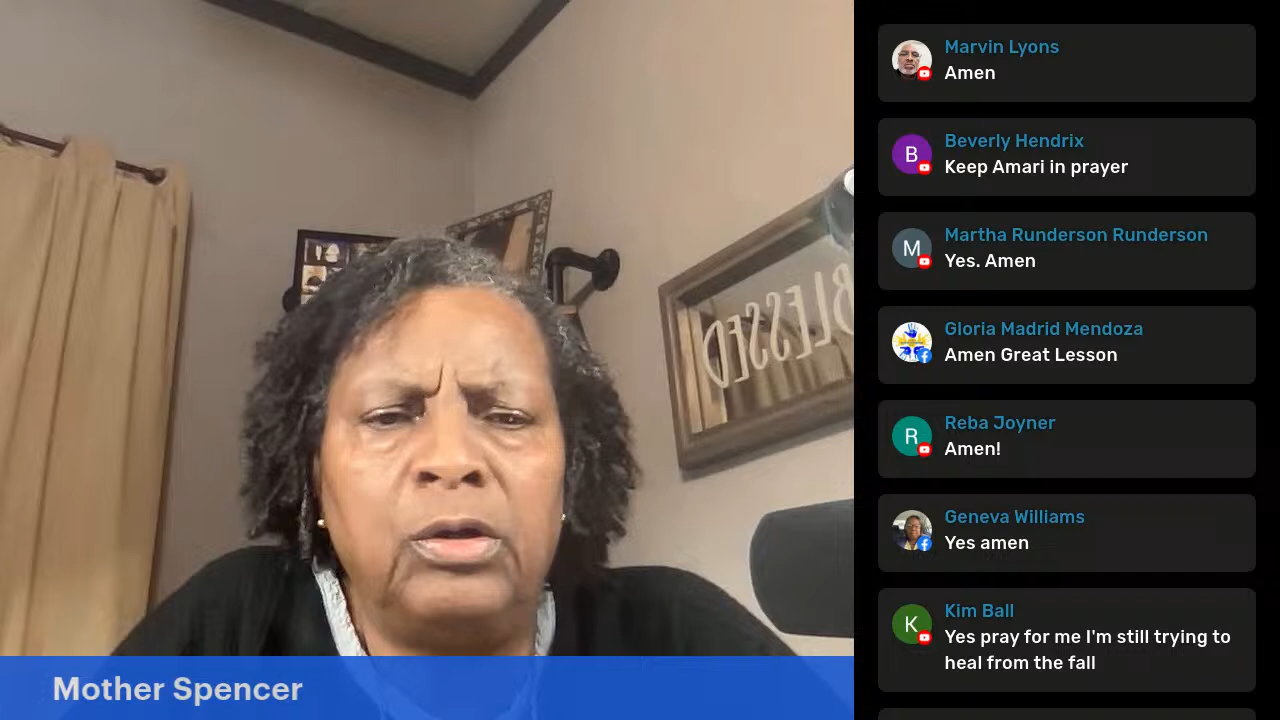 BLESSED
Mother Spencer
Marvin Lyons
Amen
B
Beverly Hendrix
Keep Amari in prayer
M
Martha Runderson Runderson
Yes. Amen
Gloria Madrid Mendoza
Amen Great Lesson
R
Reba Joyner
Amen!
Geneva Williams
Yes amen
K
Kim Ball
Yes pray for me I'm still trying to
heal from the fall